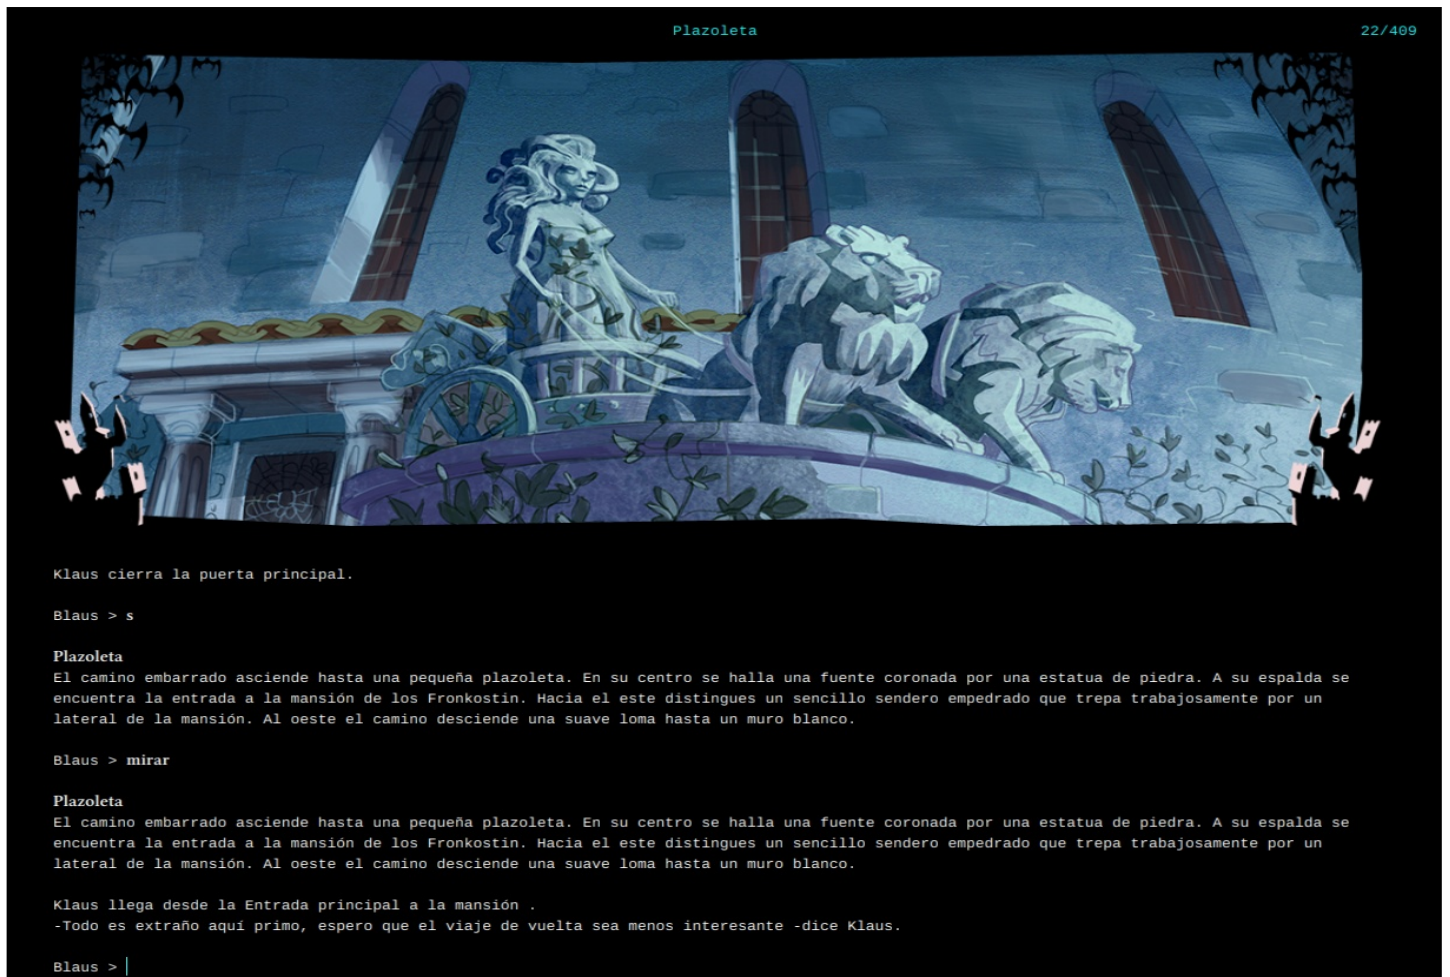 Plazoleta
22/409
Klaus cierra la puerta principal.
Blaus > s
Plazoleta
El camino embarrado asciende hasta una pequeña plazoleta. En su centro se halla una fuente coronada por una estatua de piedra. A su espalda se
encuentra la entrada a la mansión de los Fronkostin. Hacia el este distingues un sencillo sendero empedrado que trepa trabajosamente por un
lateral de la mansión. Al oeste el camino desciende una suave loma hasta un muro blanco.
Blaus > mirar
Plazoleta
El camino embarrado asciende hasta una pequeña plazoleta. En su centro se halla una fuente coronada por una estatua de piedra. A su espalda se
encuentra la entrada a la mansión de los Fronkostin. Hacia el este distingues un sencillo sendero empedrado que trepa trabajosamente por un
lateral de la mansión. Al oeste el camino desciende una suave loma hasta un muro blanco.
Klaus llega desde la Entrada principal a la mansión .
-Todo es extraño aquí primo, espero que el viaje de vuelta sea menos interesante -dice Klaus.
Blaus >